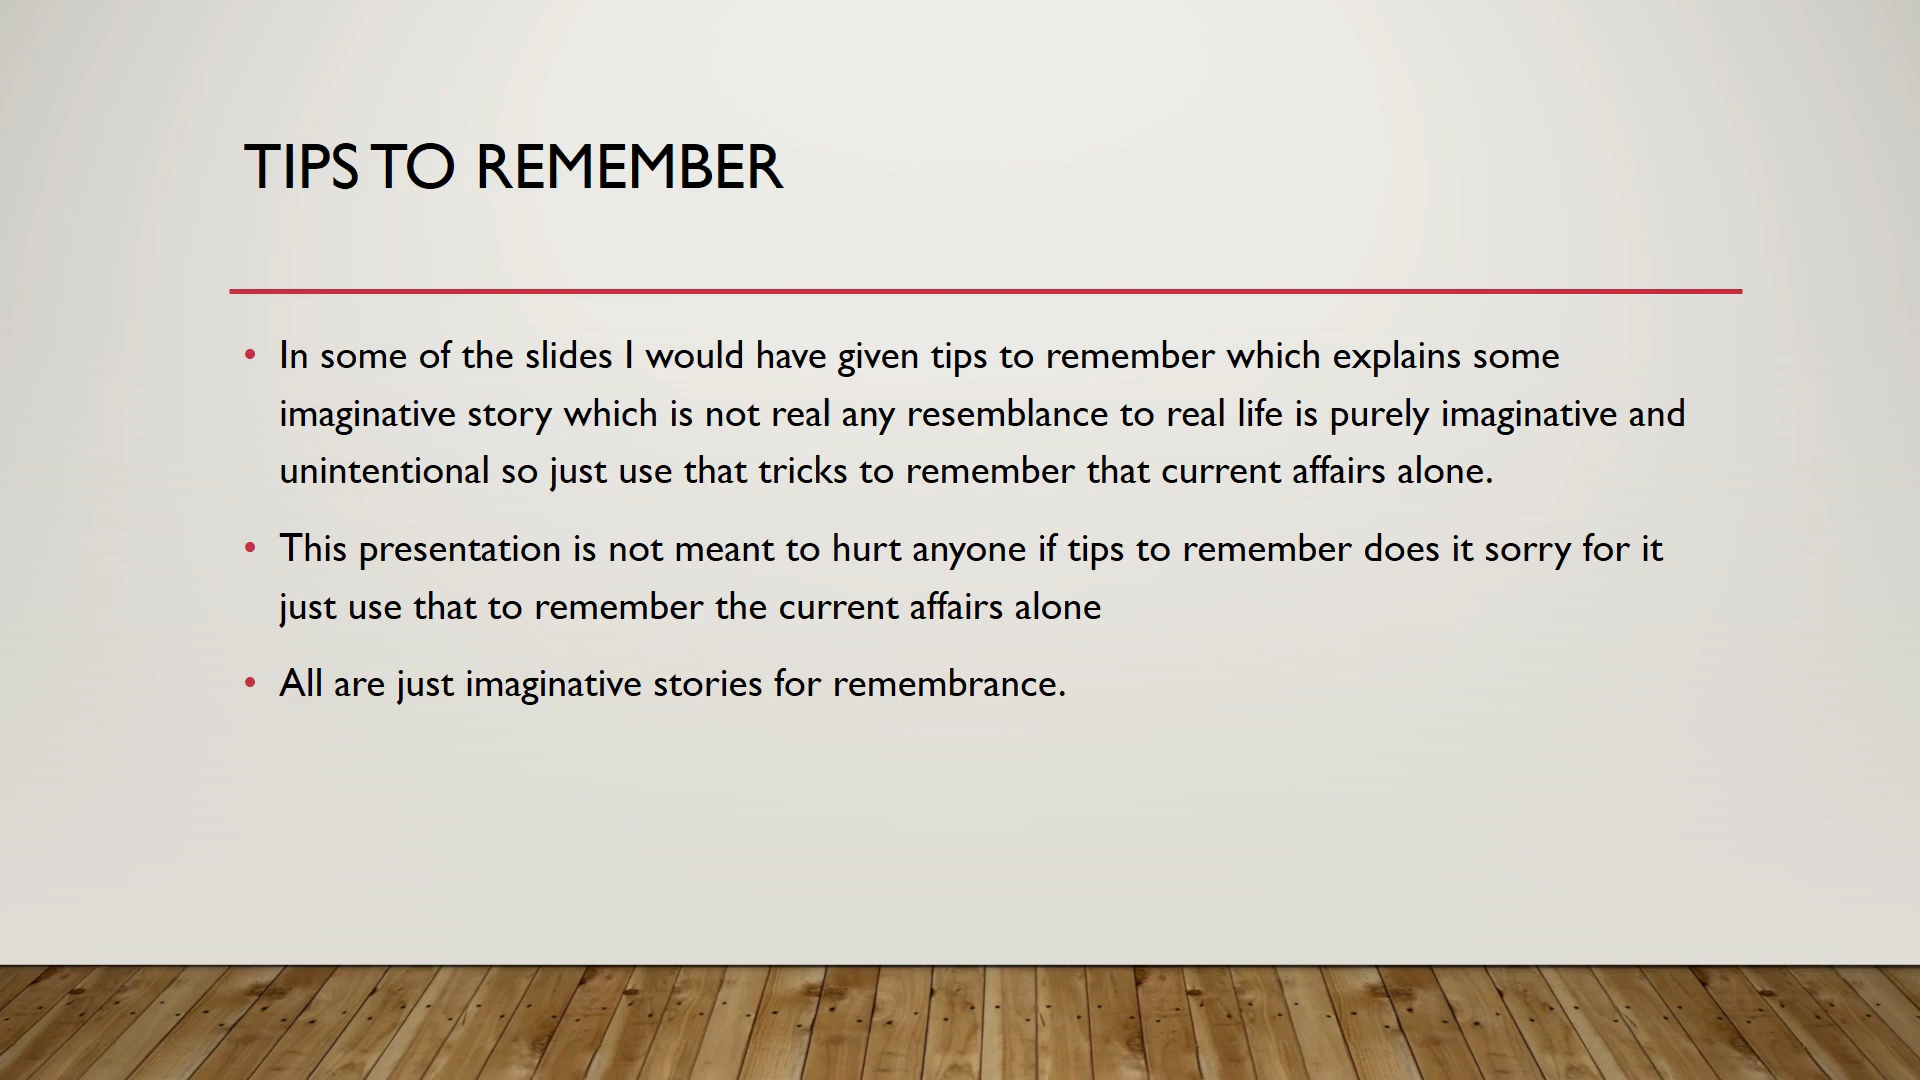 TIPS TO REMEMBER
• In some of the slides I would have given tips to remember which explains some
imaginative story which is not real any resemblance to real life is purely imaginative and
unintentional so just use that tricks to remember that current affairs alone.
• This presentation is not meant to hurt anyone if tips to remember does it sorry for it
just use that to remember the current affairs alone
• All are just imaginative stories for remembrance.